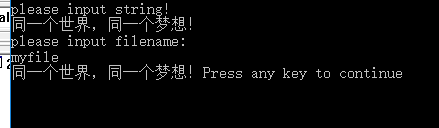 please input string!
同一个世界，同一个梦想!
please input filename:
myfile
同一个世界，同一个梦想! Press any key to continue